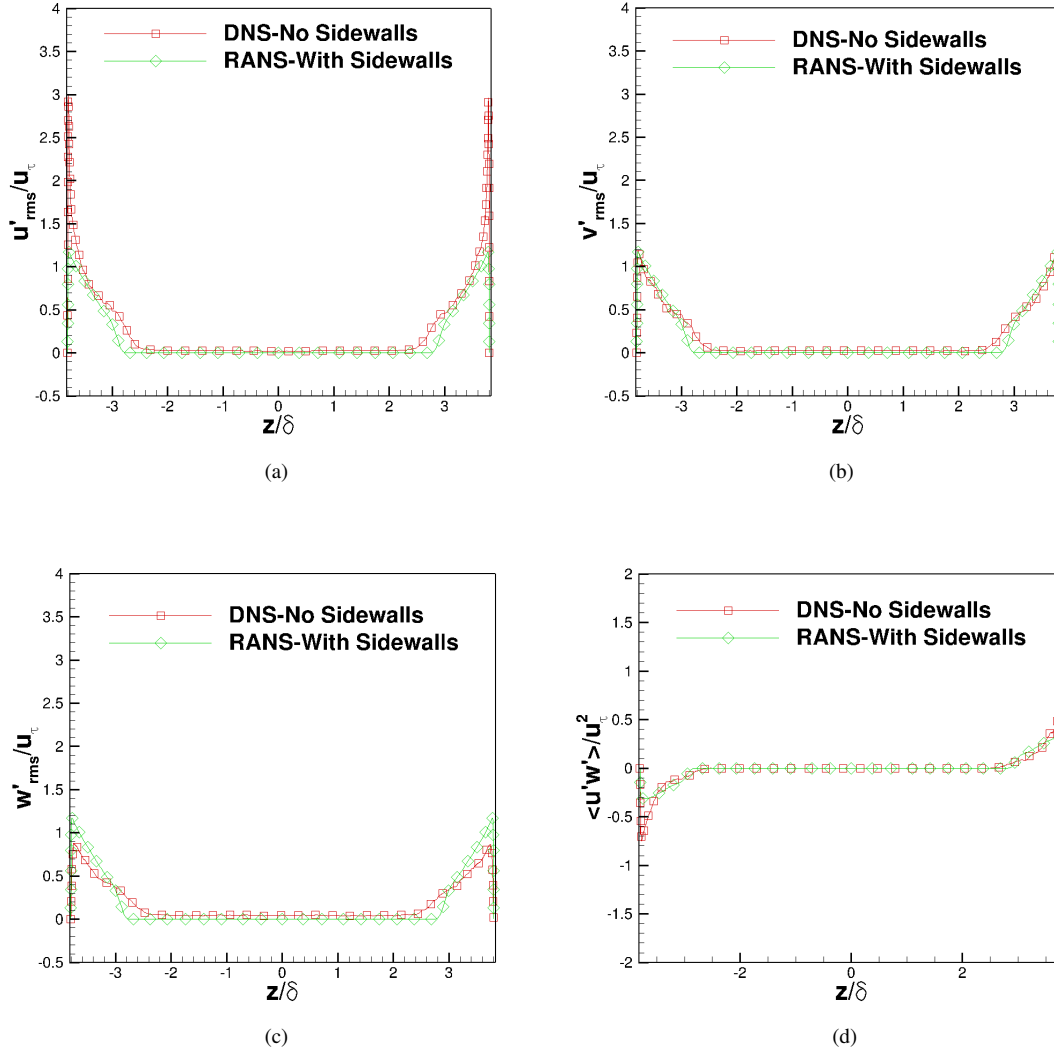 4
3.5
3
2.5
2
1.5
1
0.5
0
-0.5
u'rms/uτ
DNS-No Sidewalls
RANS-With Sidewalls
-3 -2 -1 0 1 2 3
z/δ
(a)
4
3.5
3
2.5
2
1.5
1
0.5
0
-0.5
v'rms/uτ
DNS-No Sidewalls
RANS-With Sidewalls
-3 -2 -1 0 1 2 3
z/δ
(b)
4
3.5
3
2.5
2
1.5
1
0.5
0
-0.5
w'rms/uτ
DNS-No Sidewalls
RANS-With Sidewalls
-3 -2 -1 0 1 2 3
z/δ
(c)
2
1.5
1
0.5
0
-0.5
-1
-1.5
-2
<u'w'>/u²τ
DNS-No Sidewalls
RANS-With Sidewalls
-2 0 2
z/δ
(d)